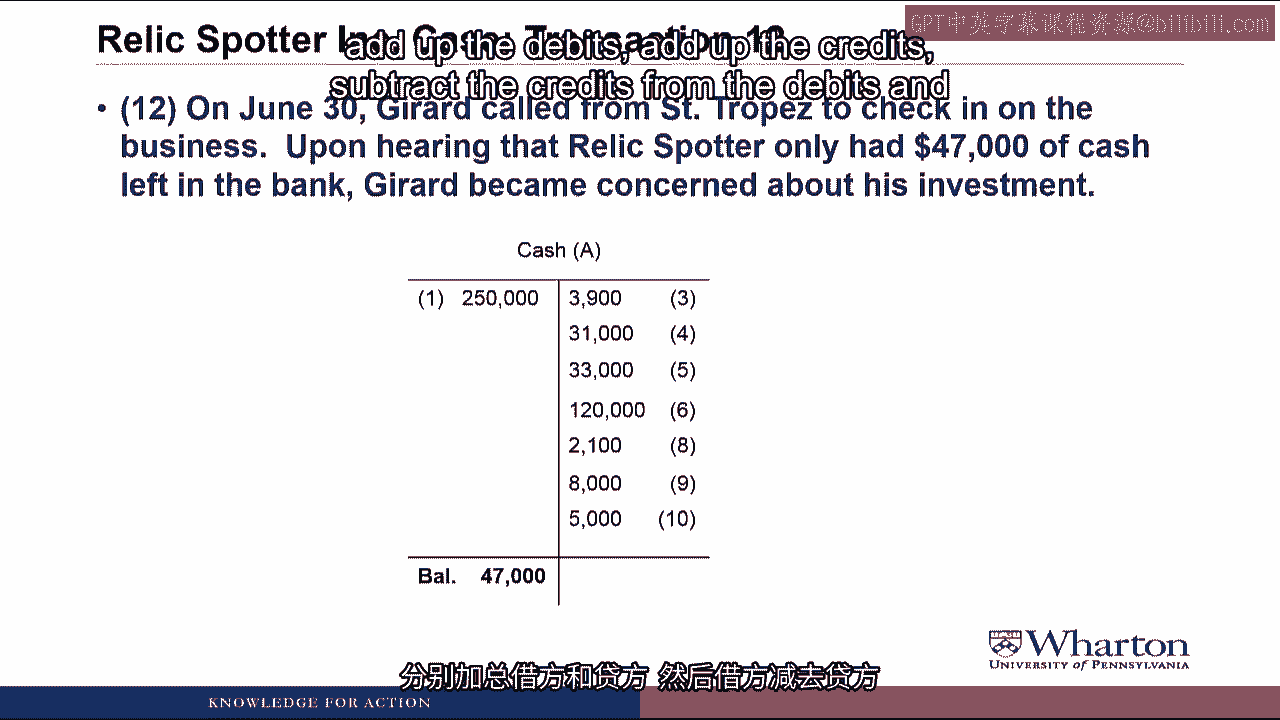 GPT中英字幕课程资源@bilibili.com
Relic Spotter Inc. Case: Transaction 12
add up the debits, add up the credits,
subtract the credits from the debits and
• (12) On June 30, Girard called from St. Tropez to check in on the
business. Upon hearing that Relic Spotter only had $47,000 of cash
left in the bank, Girard became concerned about his investment.
Cash (A)
(1) 250,000 3,900 (3)
31,000 (4)
33,000 (5)
120,000 (6)
2,100 (8)
8,000 (9)
5,000 (10)
Bal. 47,000
Wharton
UNIVERSITY of PENNSYLVANIA
分别加总借方和贷方 然后借方减去贷方
KNOWLEDGE FOR ACTION